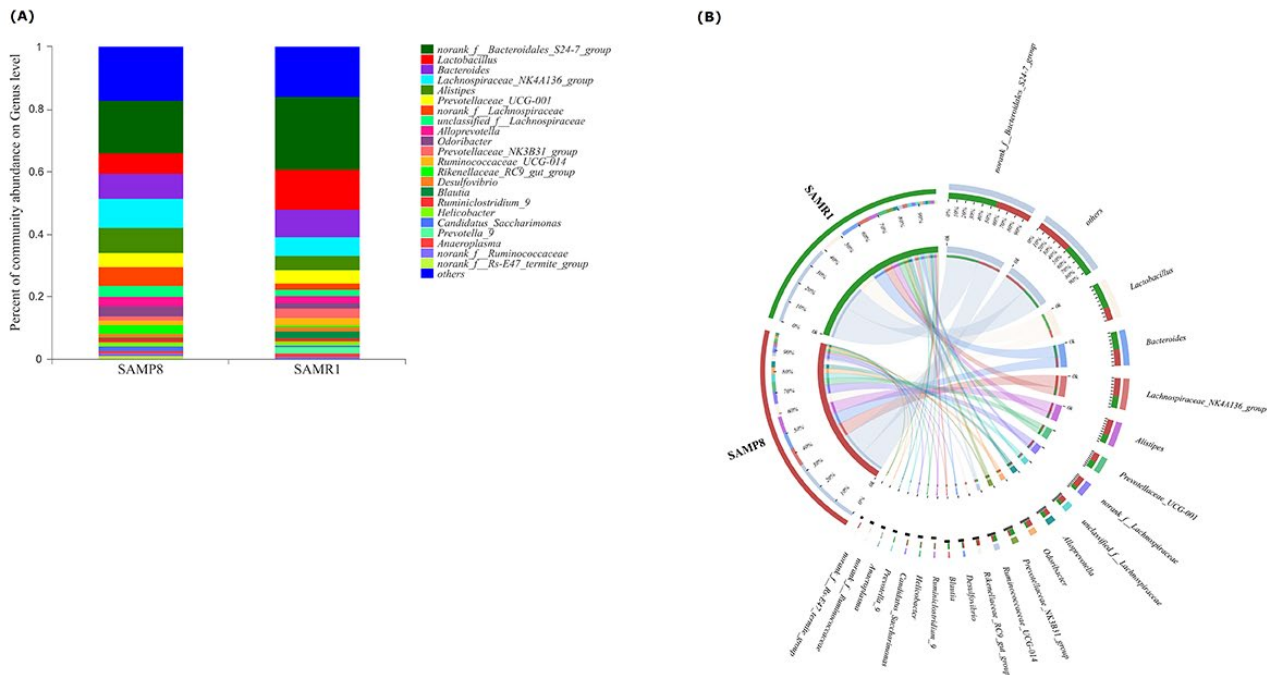 (A)
Percent of community abundance on Genus level
1
0.8
0.6
0.4
0.2
0
SAMP8
SAMR1
norank_f__Bacteroidales_S24-7_group
Lactobacillus
Bacteroides
Lachnospiraceae_NK4A136_group
Alistipes
Prevotellaceae_UCG-001
norank_f__Lachnospiraceae
unclassified_f__Lachnospiraceae
Alloprevotella
Odoribacter
Prevotellaceae_NK3B31_group
Ruminococcaceae_UCG-014
Rikenellaceae_RC9_gut_group
Desulfovibrio
Blautia
Ruminiclostridium_9
Helicobacter
Candidatus_Saccharimonas
Prevotella_9
Anaeroplasma
norank_f__Ruminococcaceae
norank_f__Rs-E47_termite_group
others
(B)
SAMR1
SAMP8
norank_f__Bacteroidales_S24-7_group
others
Lactobacillus
Bacteroides
Lachnospiraceae_NK4A136_group
Alistipes
Prevotellaceae_UCG-001
norank_f__Lachnospiraceae
unclassified_f__Lachnospiraceae
Alloprevotella
Odoribacter
Prevotellaceae_NK3B31_group
Ruminococcaceae_UCG-014
Rikenellaceae_RC9_gut_group
Desulfovibrio
Blautia
Ruminiclostridium_9
Helicobacter
Candidatus_Saccharimonas
Prevotella_9
Anaeroplasma
norank_f__Ruminococcaceae
norank_f__Rs-E47_termite_group